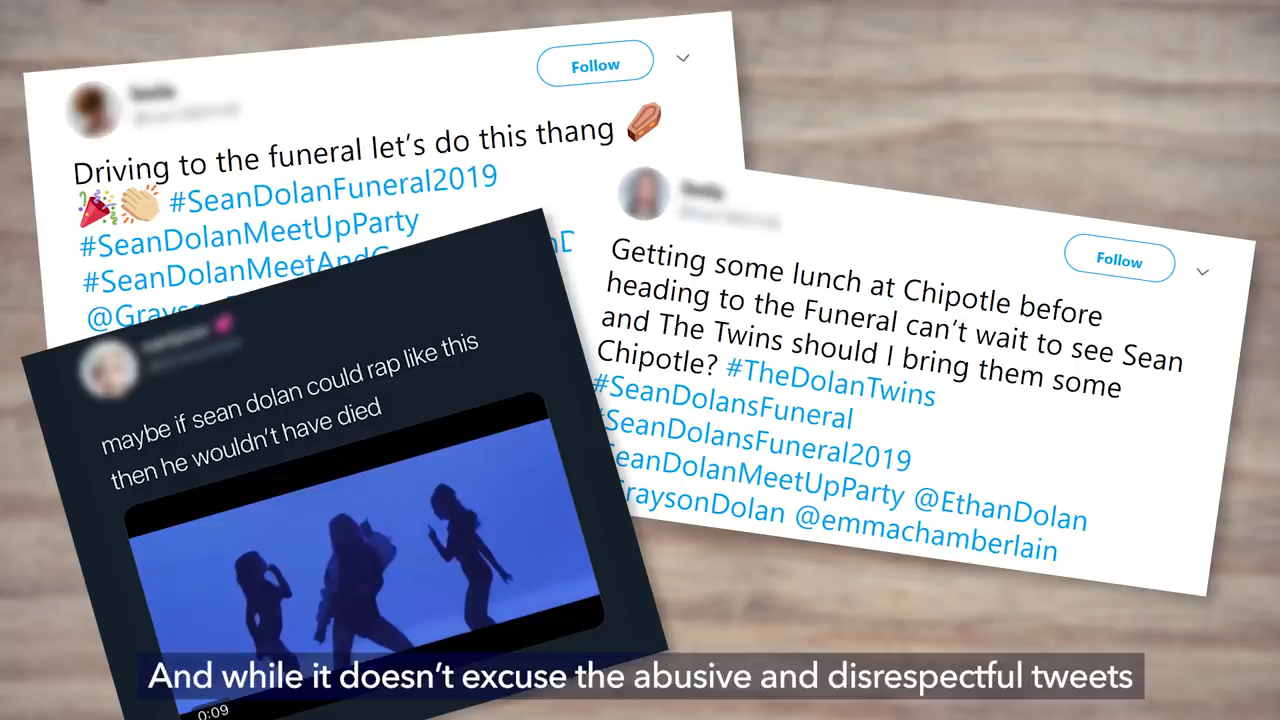 Follow
Driving to the funeral let's do this thang
#SeanDolanFuneral2019
#SeanDolanMeetUpParty
#SeanDolanMeetAnd
Follow
Getting some lunch at Chipotle before
heading to the Funeral can't wait to see Sean
and The Twins should I bring them some
Chipotle? #TheDolanTwins
#SeanDolansFuneral
#SeanDolansFuneral2019
eanDolanMeetUpParty @EthanDolan
raysonDolan @emmachamberlain
maybe if sean dolan could rap like this
then he wouldn't have died
0:09
And while it doesn't excuse the abusive and disrespectful tweets